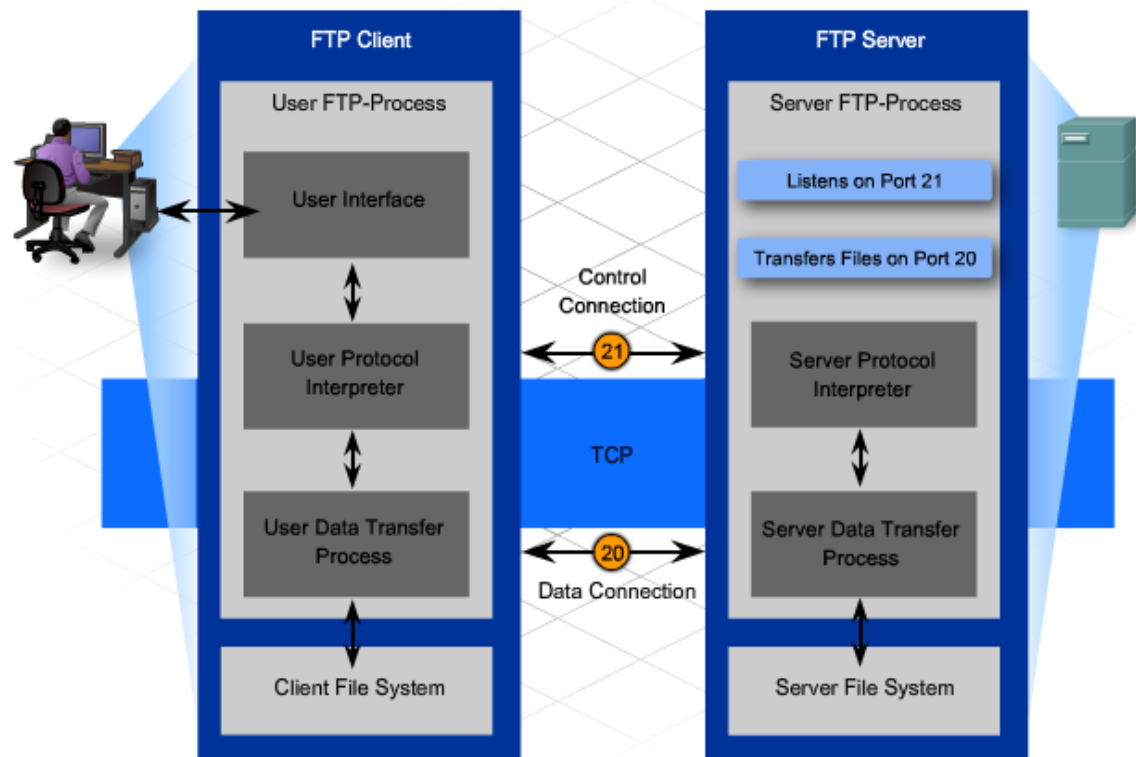 FTP Client
User FTP-Process
User Interface
User Protocol
Interpreter
User Data Transfer
Process
Client File System
Control
Connection
21
TCP
20
Data Connection
FTP Server
Server FTP-Process
Listens on Port 21
Transfers Files on Port 20
Server Protocol
Interpreter
Server Data Transfer
Process
Server File System